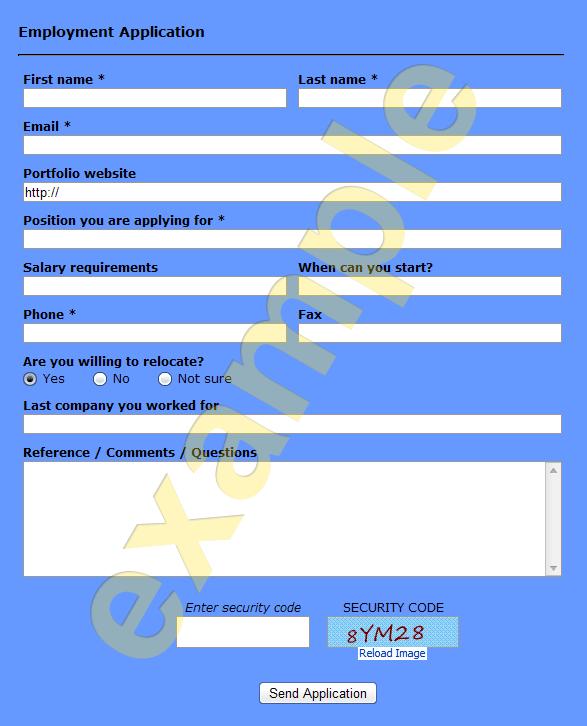 Employment Application
First name * Last name *
Email *
Portfolio website
http://
Position you are applying for *
Salary requirements When can you start?
Phone * Fax
Are you willing to relocate?
Yes No Not sure
Last company you worked for
Reference / Comments / Questions
Enter security code SECURITY CODE
8YM28
Reload Image
Send Application
example